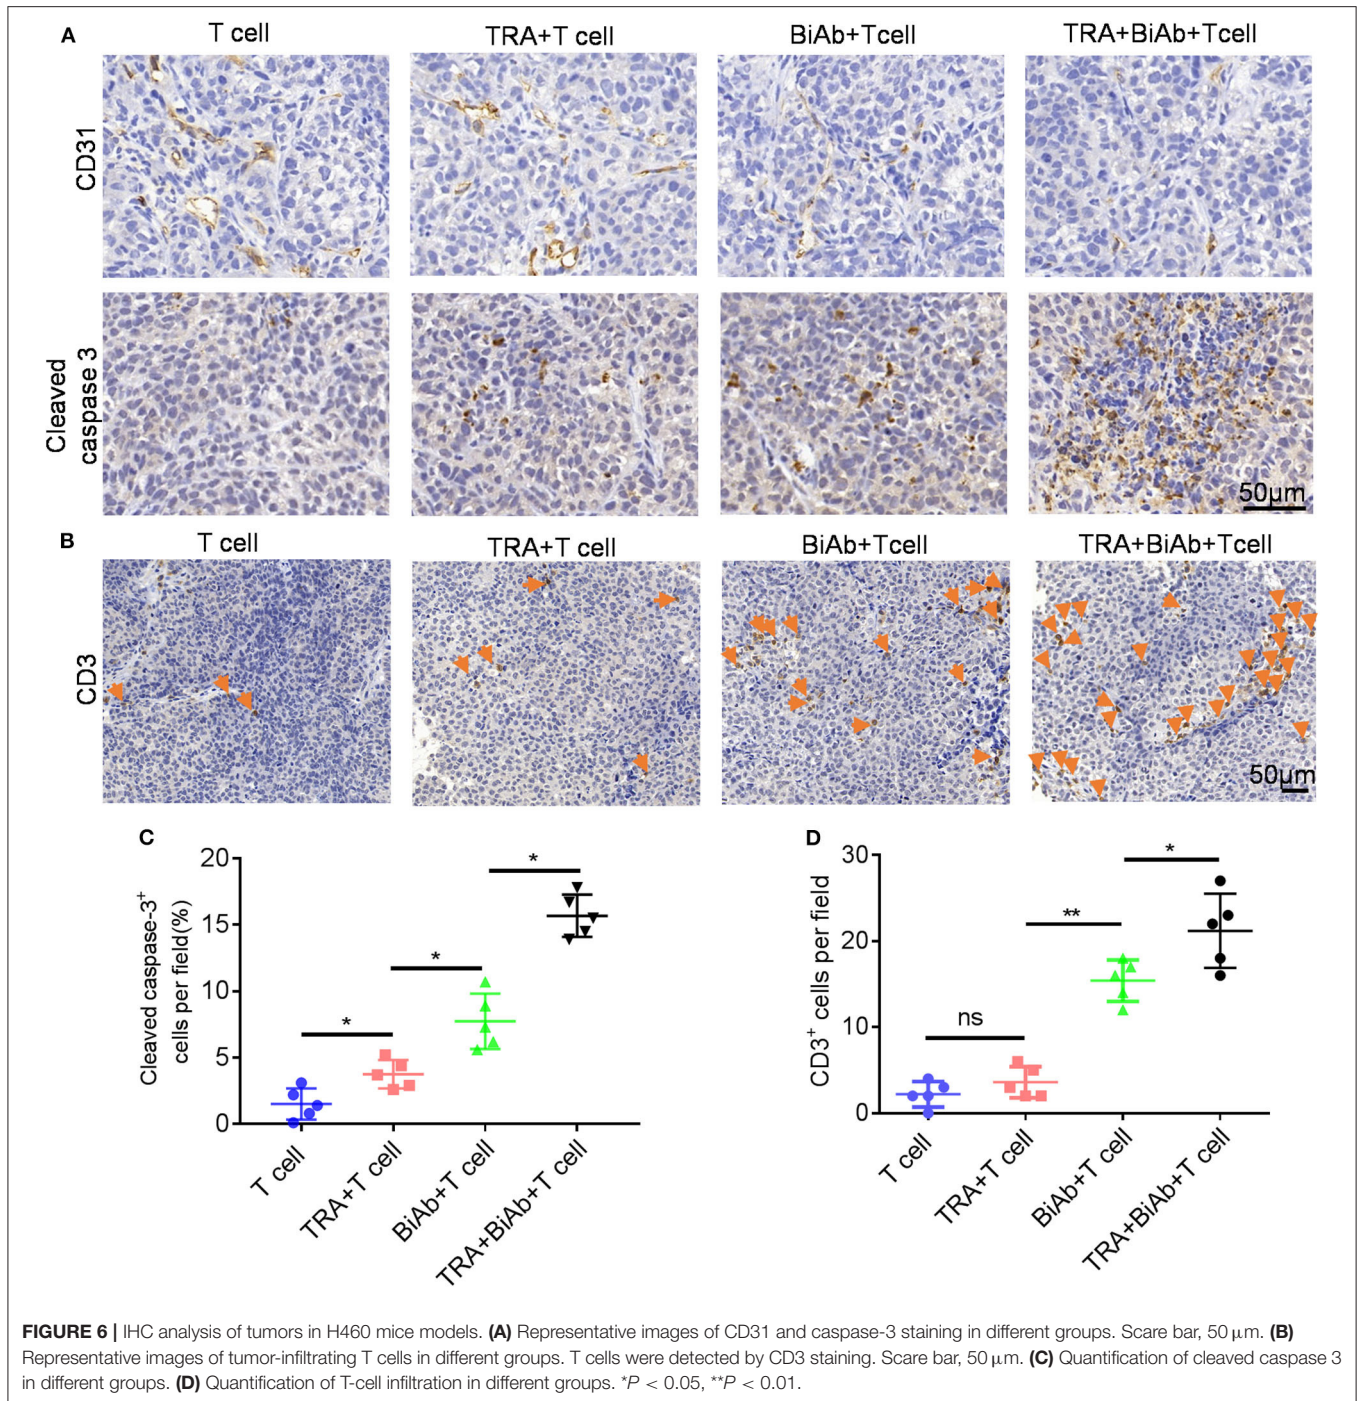 A
T cell
TRA+T cell
BiAb+Tcell
TRA+BiAb+Tcell
CD31
Cleaved
caspase 3
50μm
B
T cell
TRA+T cell
BiAb+Tcell
TRA+BiAb+Tcell
CD3
50μm
C
Cleaved caspase-3+
cells per field(%)
20
15
10
5
0
*
*
*
T cell
TRA+T cell
BiAb+T cell
TRA+BiAb+T cell
D
CD3+ cells per field
30
20
10
0
ns
**
*
T cell
TRA+T cell
BiAb+T cell
TRA+BiAb+T cell
FIGURE 6 | IHC analysis of tumors in H460 mice models. (A) Representative images of CD31 and caspase-3 staining in different groups. Scare bar, 50 μm. (B)
Representative images of tumor-infiltrating T cells in different groups. T cells were detected by CD3 staining. Scare bar, 50 μm. (C) Quantification of cleaved caspase 3
in different groups. (D) Quantification of T-cell infiltration in different groups. *P < 0.05, **P < 0.01.